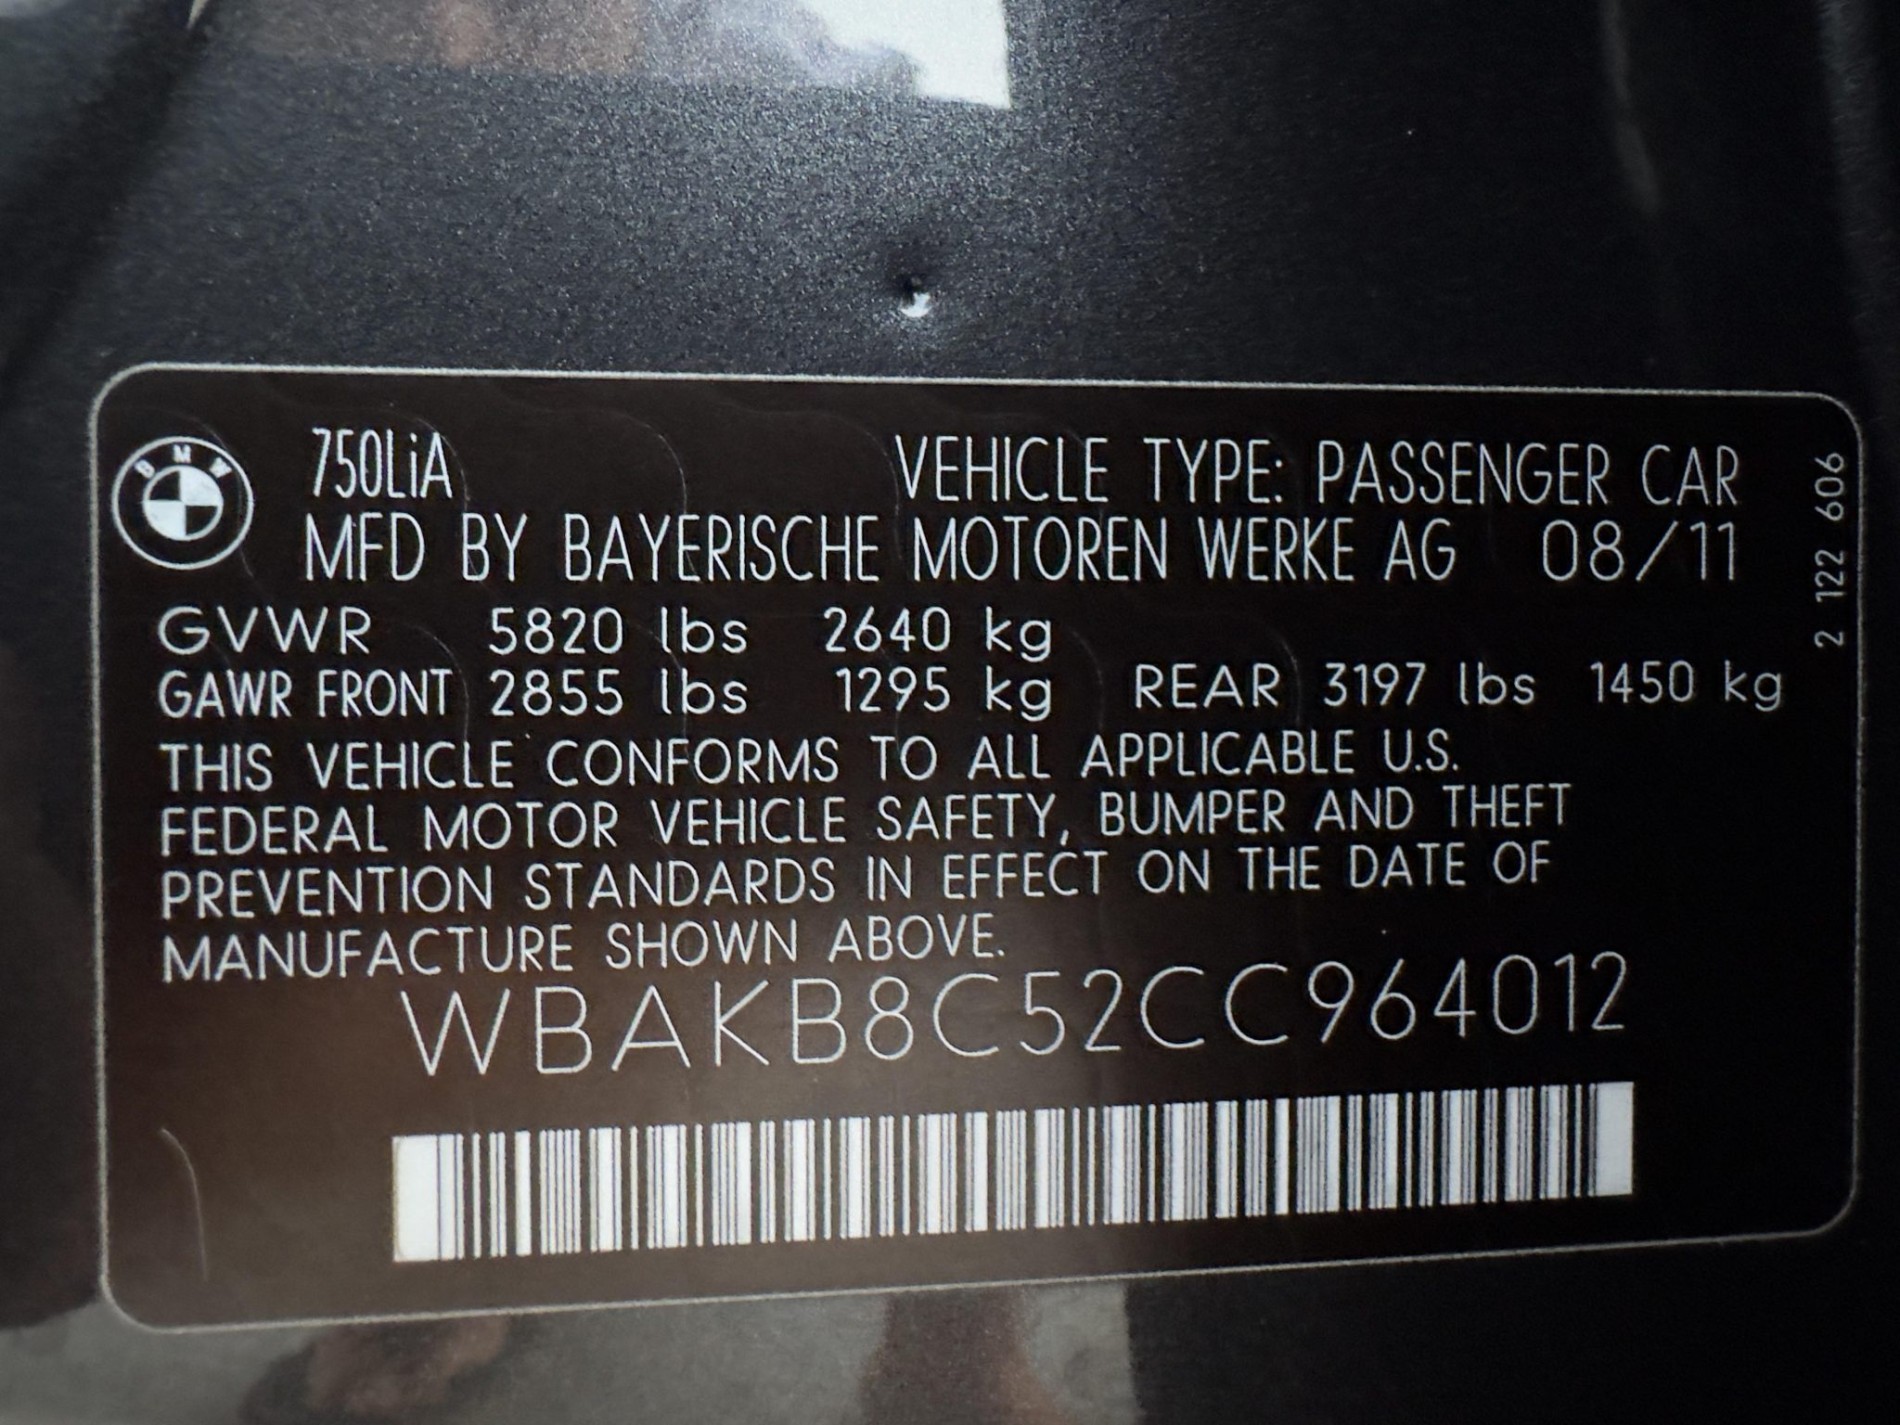 BMW
750LiA VEHICLE TYPE: PASSENGER CAR
MFD BY BAYERISCHE MOTOREN WERKE AG 08/11
GVWR 5820 lbs 2640 kg
GAWR FRONT 2855 lbs 1295 kg REAR 3197 lbs 1450 kg
THIS VEHICLE CONFORMS TO ALL APPLICABLE U.S.
FEDERAL MOTOR VEHICLE SAFETY, BUMPER AND THEFT
PREVENTION STANDARDS IN EFFECT ON THE DATE OF
MANUFACTURE SHOWN ABOVE.
WBAKB8C52CC964012
2 122 606